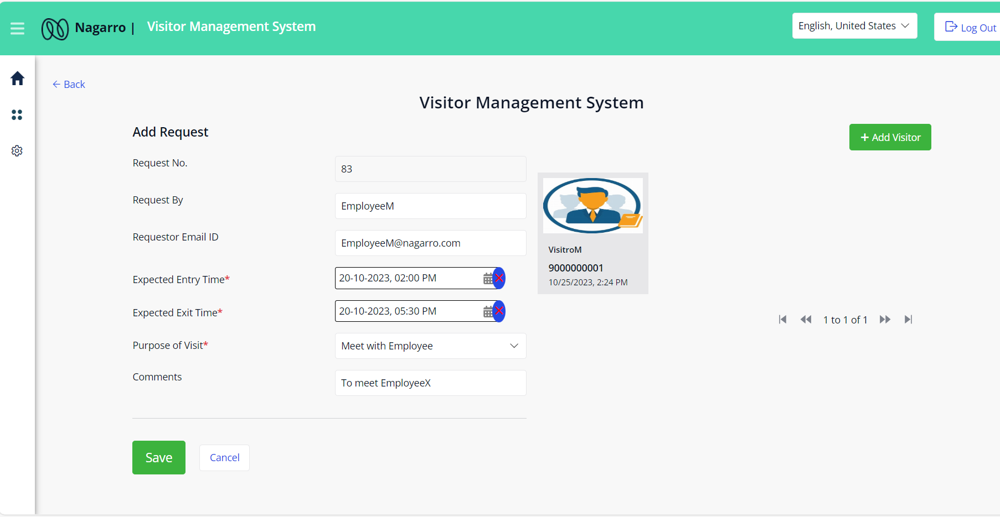 Nagarro | Visitor Management System
English, United States
Log Out
← Back
Visitor Management System
Add Request
+ Add Visitor
Request No.
83
Request By
EmployeeM
Requestor Email ID
EmployeeM@nagarro.com
Expected Entry Time*
20-10-2023, 02:00 PM
Expected Exit Time*
20-10-2023, 05:30 PM
Purpose of Visit*
Meet with Employee
Comments
To meet EmployeeX
VisitroM
9000000001
10/25/2023, 2:24 PM
1 to 1 of 1
Save
Cancel